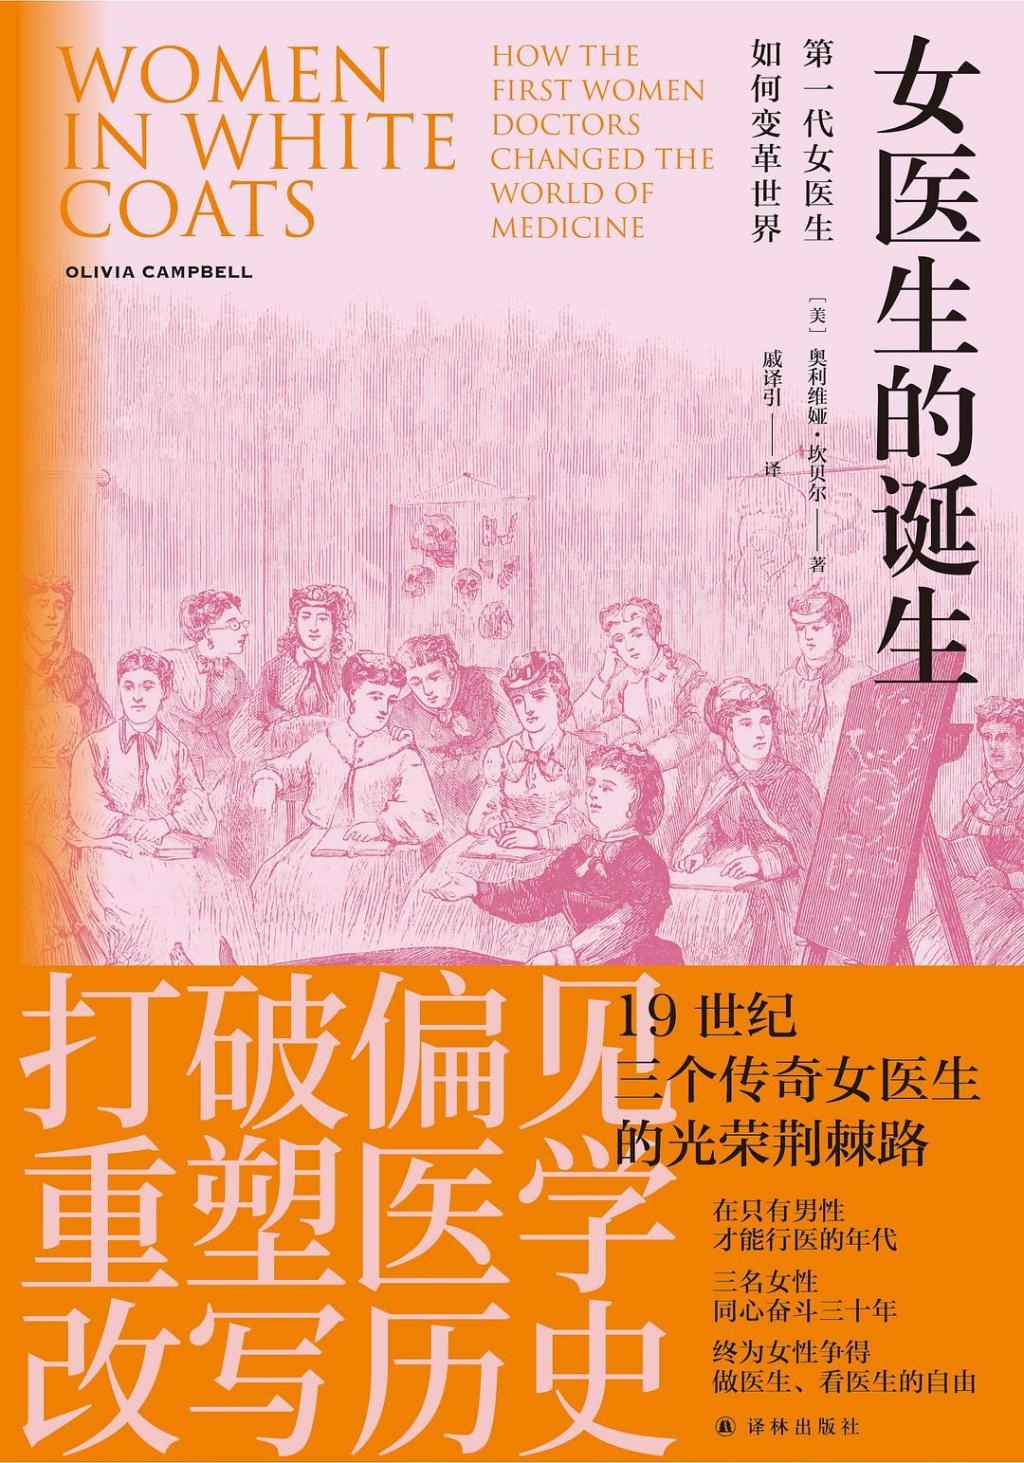 WOMEN
IN WHITE
COATS
OLIVIA CAMPBELL
HOW THE
FIRST WOMEN
DOCTORS
CHANGED THE
WORLD OF
MEDICINE
女医生的诞生
第一代女医生
如何变革世界
[美] 奥利维娅·坎贝尔——著
戚译引——译
打破偏见
重塑医学
改写历史
19 世纪
三个传奇女医生
的光荣荆棘路
在只有男性
才能行医的年代
三名女性
同心奋斗三十年
终为女性争得
做医生、看医生的自由
译林出版社